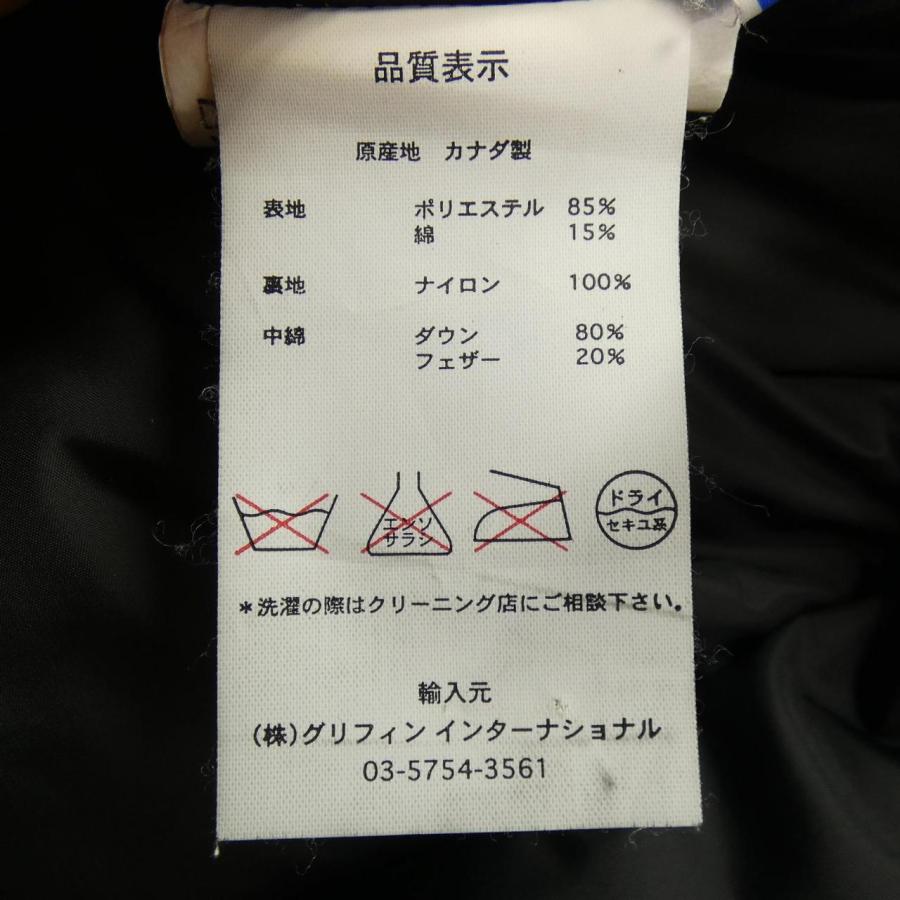 品質表示
原産地 カナダ製
表地 ポリエステル 85%
綿 15%
裏地 ナイロン 100%
中綿 ダウン 80%
フェザー 20%
エンソ
サラシ
ドライ
セキユ系
*洗濯の際はクリーニング店にご相談下さい。
輸入元
(株)グリフィン インターナショナル
03-5754-3561